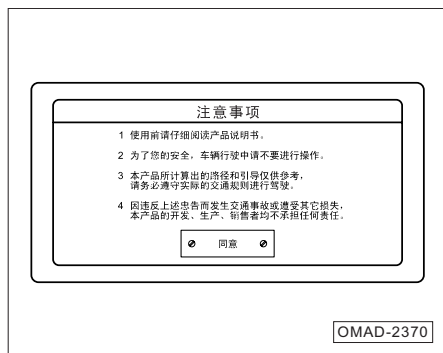 注意事项
1 使用前请仔细阅读产品说明书。
2 为了您的安全，车辆行驶中请不要进行操作。
3 本产品所计算出的路径和引导仅供参考，
请务必遵守实际的交通规则进行驾驶。
4 因违反上述忠告而发生交通事故或遭受其它损失，
本产品的开发、生产、销售者均不承担任何责任。
同意
OMAD-2370